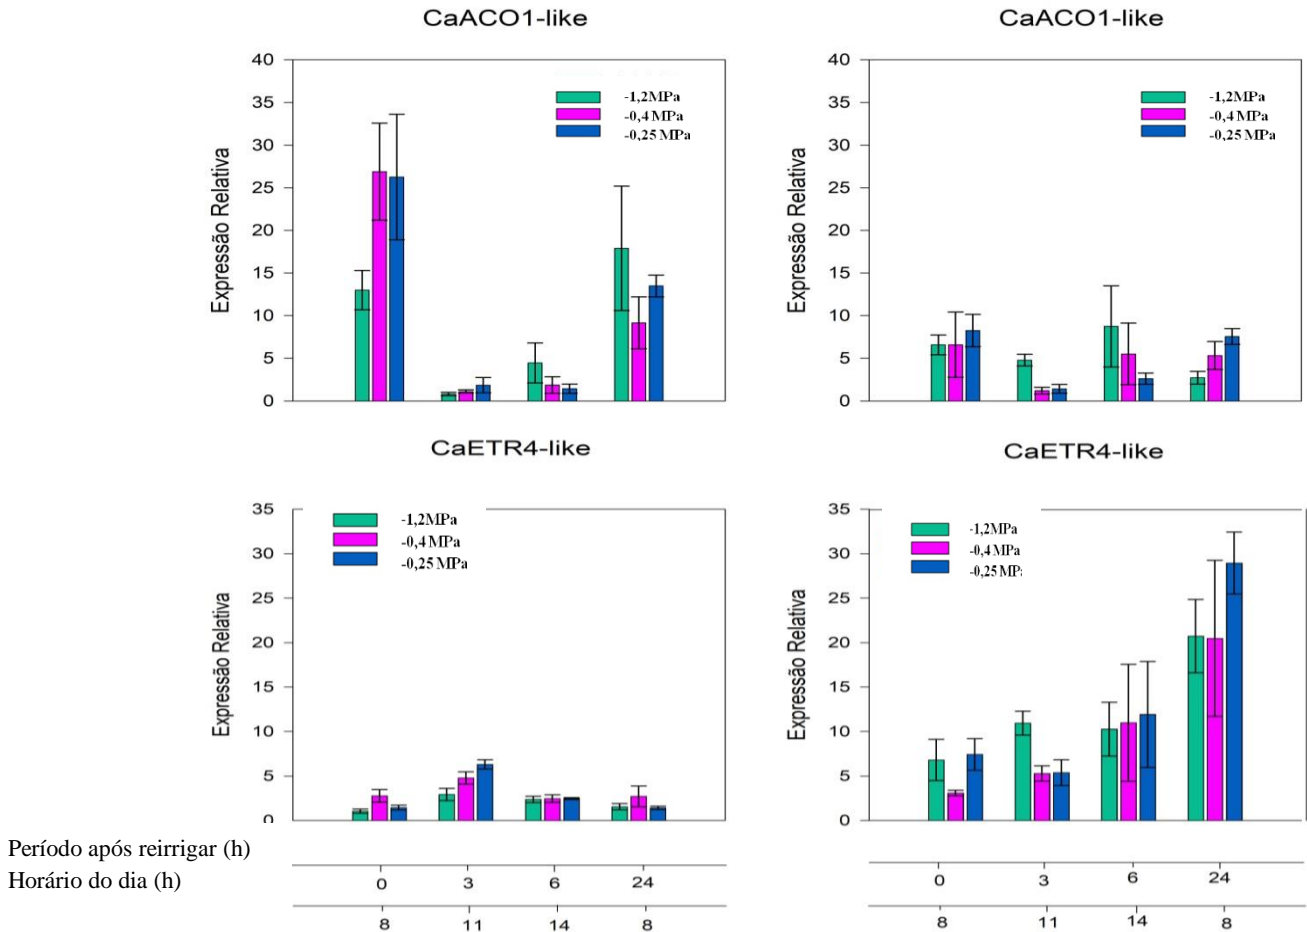 CaACO1-like
CaACO1-like
40
35
30
25
20
15
10
5
0
Expressão Relativa
-1,2MPa
-0,4 MPa
-0,25 MPa
40
35
30
25
20
15
10
5
0
Expressão Relativa
-1,2MPa
-0,4 MPa
-0,25 MPa
CaETR4-like
CaETR4-like
35
30
25
20
15
10
5
0
Expressão Relativa
-1,2MPa
-0,4 MPa
-0,25 MPa
35
30
25
20
15
10
5
0
Expressão Relativa
-1,2MPa
-0,4 MPa
-0,25 MPa
Período após reirrigar (h)
0 3 6 24
0 3 6 24
Horário do dia (h)
8 11 14 8
8 11 14 8